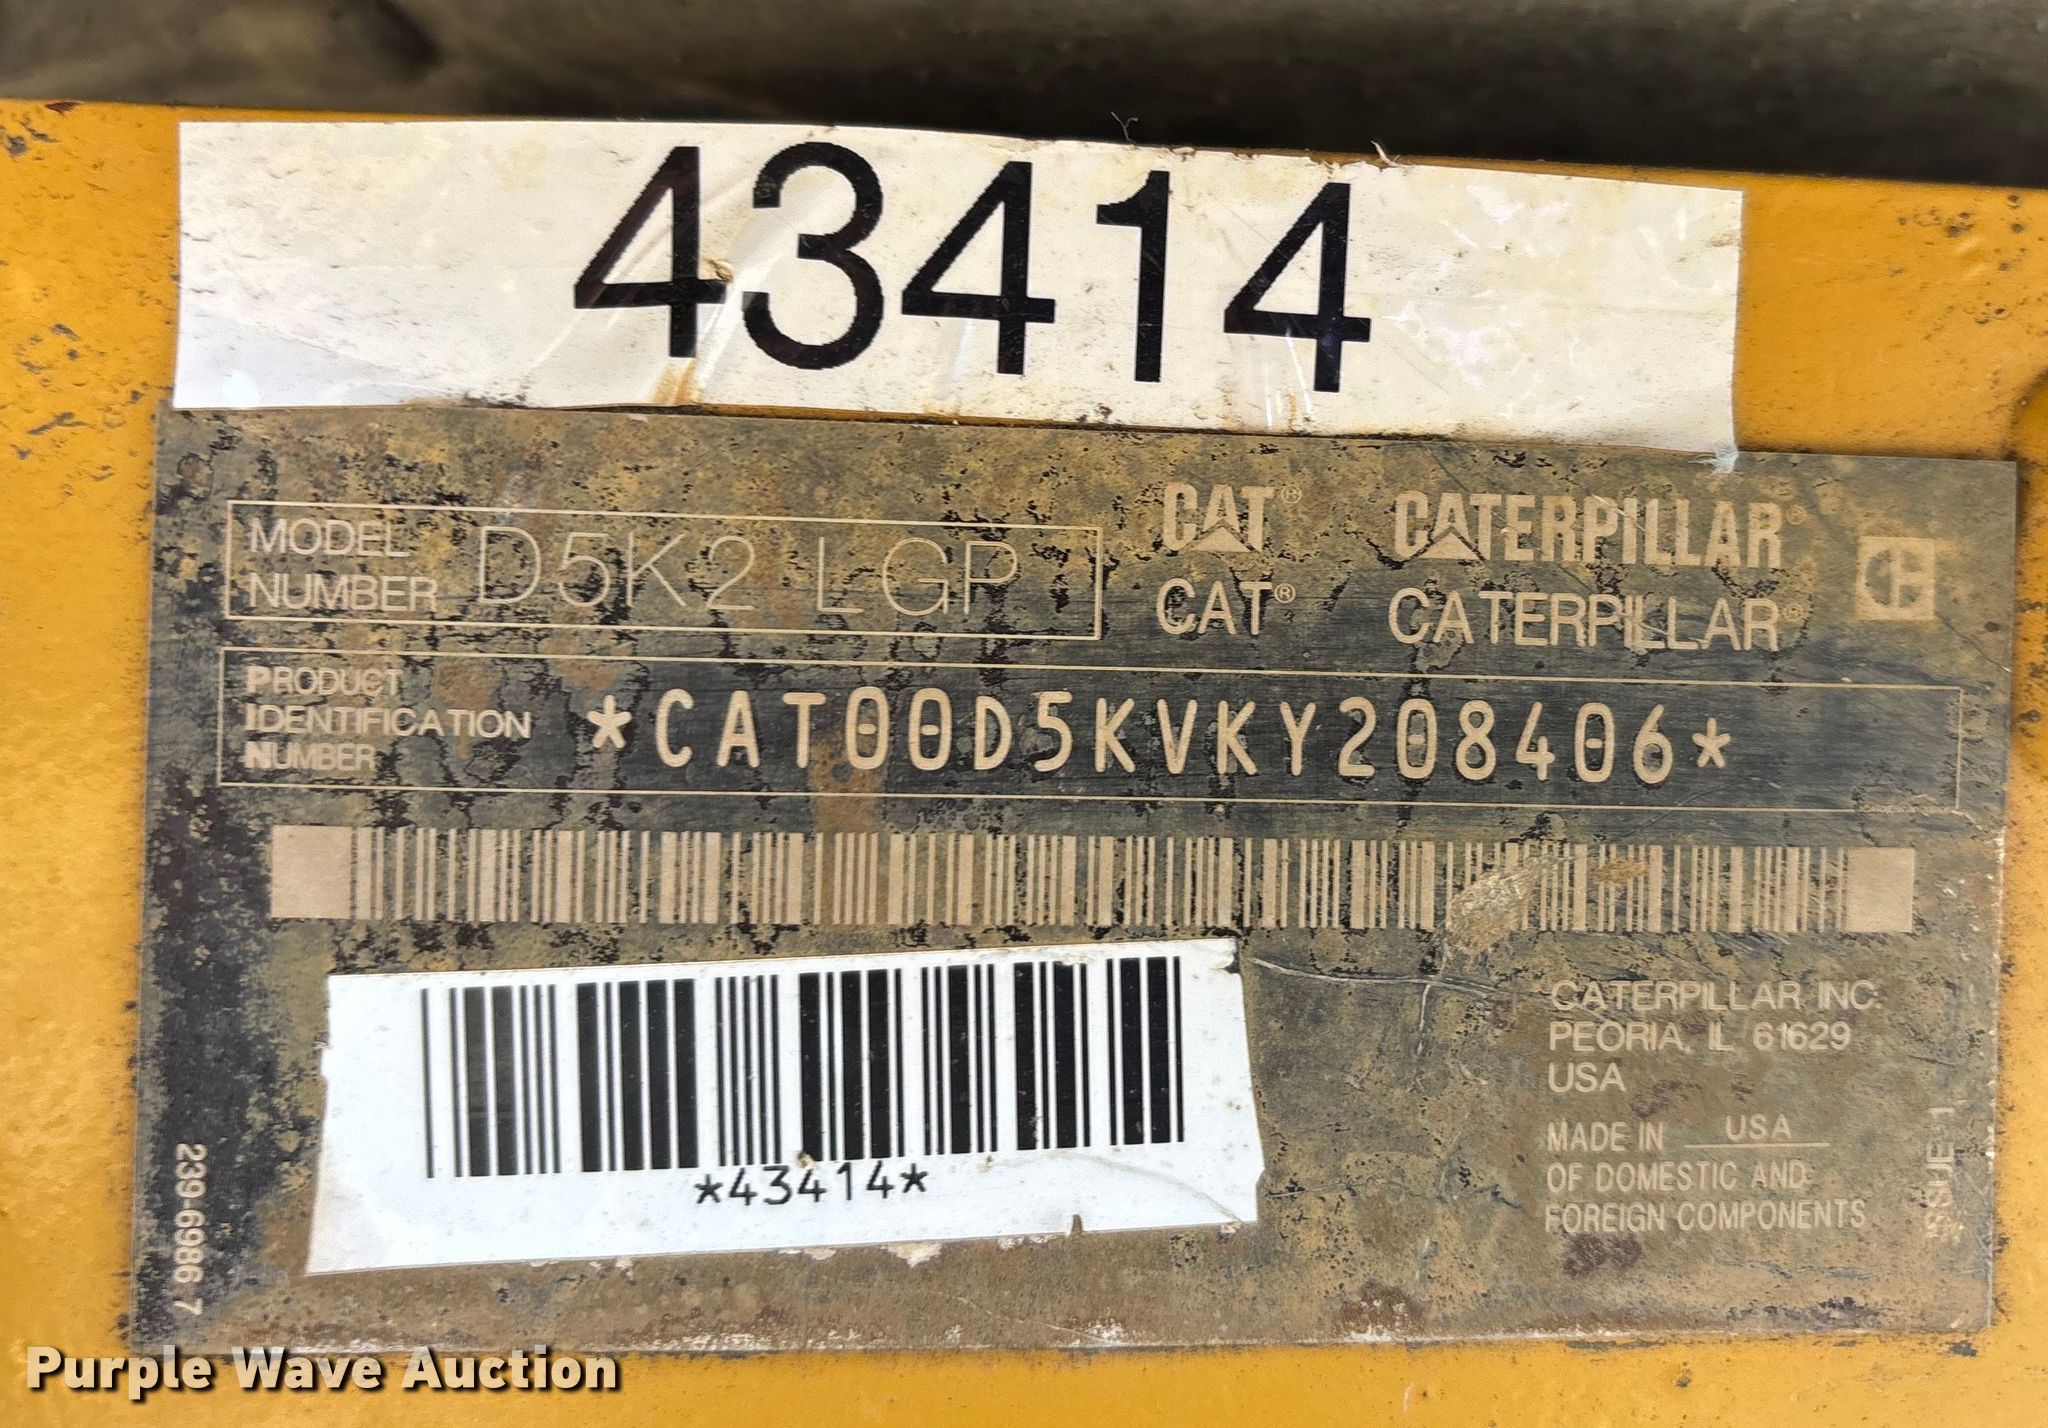 43414
MODEL NUMBER D5K2 LGP
CAT® CATERPILLAR®
CAT® CATERPILLAR®
PRODUCT IDENTIFICATION NUMBER *CAT00D5KVKY208406*
CATERPILLAR INC.
PEORIA, IL 61629
USA
MADE IN USA
OF DOMESTIC AND
FOREIGN COMPONENTS
ISSUE-1
*43414*
239-6986 7
Purple Wave Auction